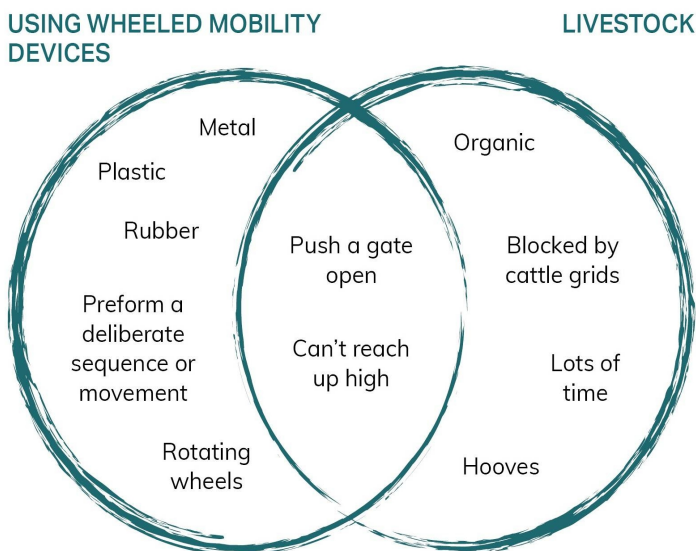 USING WHEELED MOBILITY
DEVICES
LIVESTOCK
Metal
Plastic
Rubber
Preform a
deliberate
sequence or
movement
Rotating
wheels
Push a gate
open
Can't reach
up high
Organic
Blocked by
cattle grids
Lots of
time
Hooves